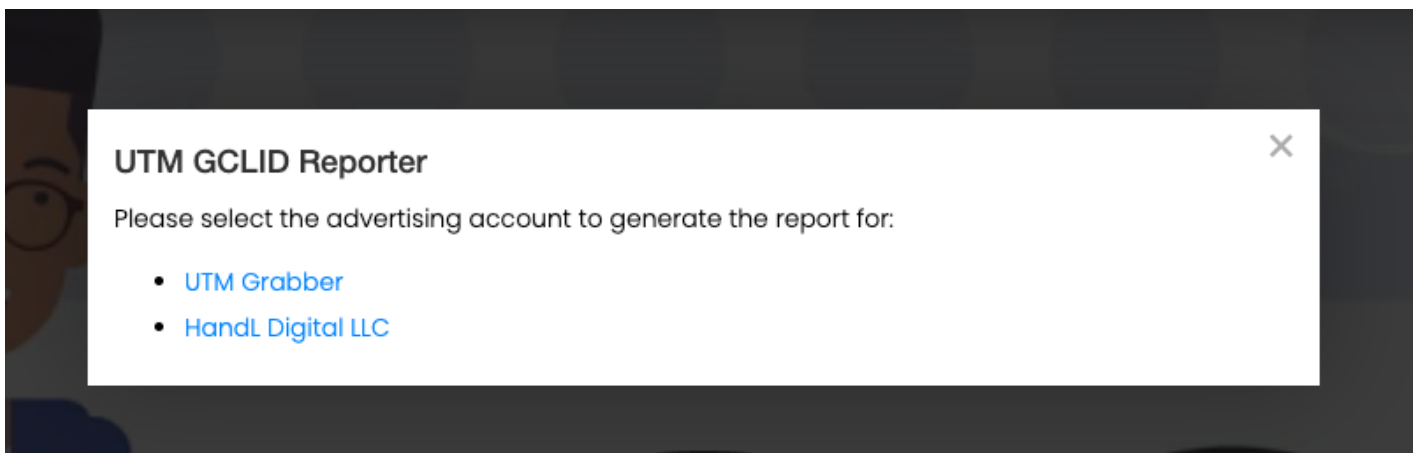 UTM GCLID Reporter
Please select the advertising account to generate the report for:
UTM Grabber
HandL Digital LLC